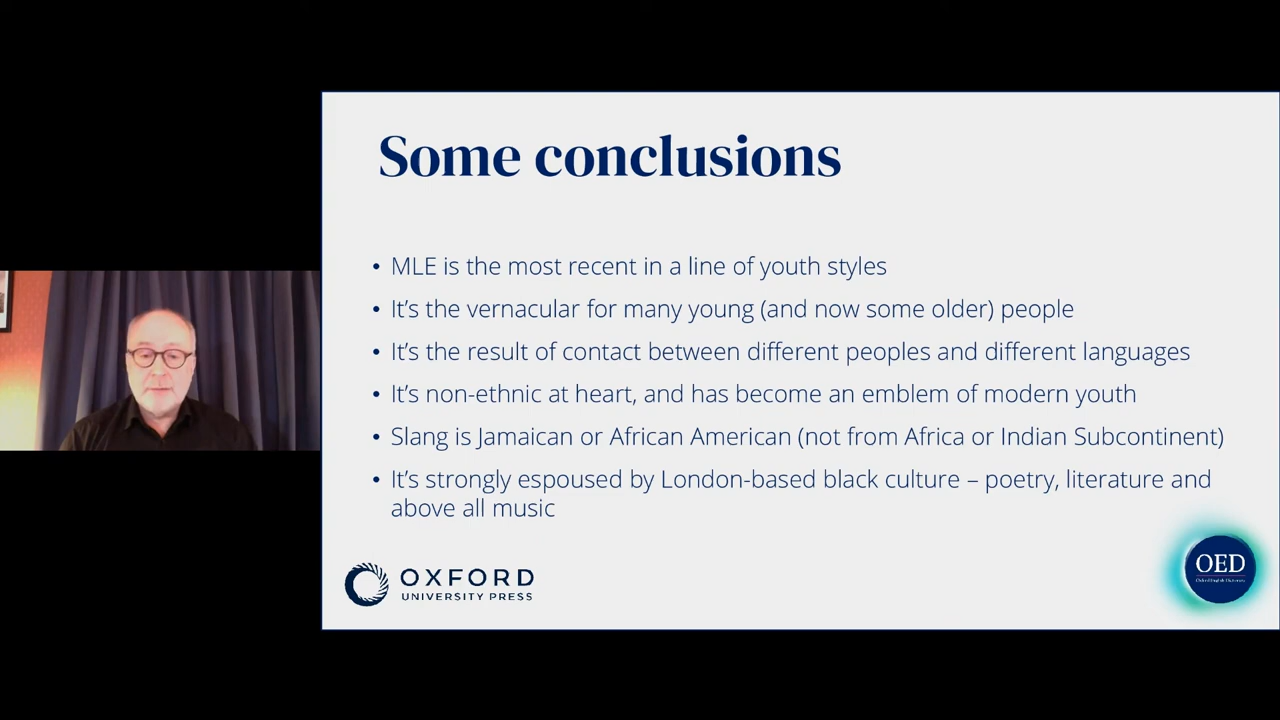 Some conclusions
• MLE is the most recent in a line of youth styles
• It’s the vernacular for many young (and now some older) people
• It’s the result of contact between different peoples and different languages
• It’s non-ethnic at heart, and has become an emblem of modern youth
• Slang is Jamaican or African American (not from Africa or Indian Subcontinent)
• It’s strongly espoused by London-based black culture – poetry, literature and
above all music
OXFORD
UNIVERSITY PRESS
OED
Oxford English Dictionary